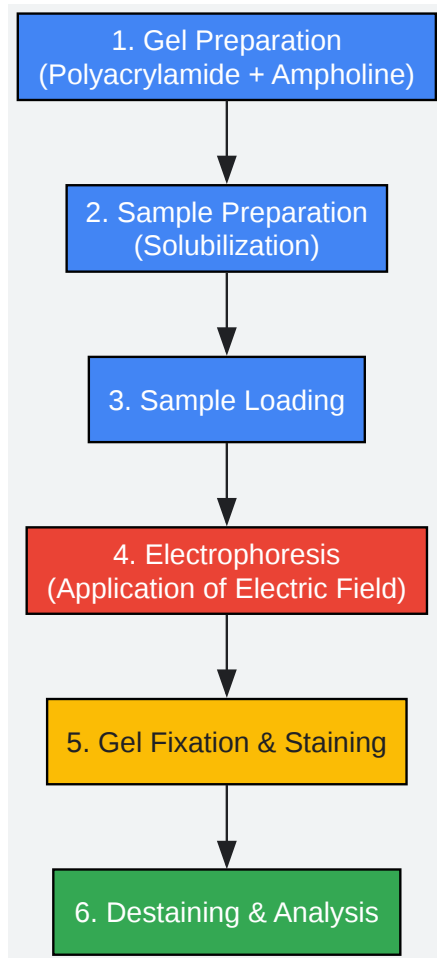 1. Gel Preparation
(Polyacrylamide + Ampholine)
2. Sample Preparation
(Solubilization)
3. Sample Loading
4. Electrophoresis
(Application of Electric Field)
5. Gel Fixation & Staining
6. Destaining & Analysis